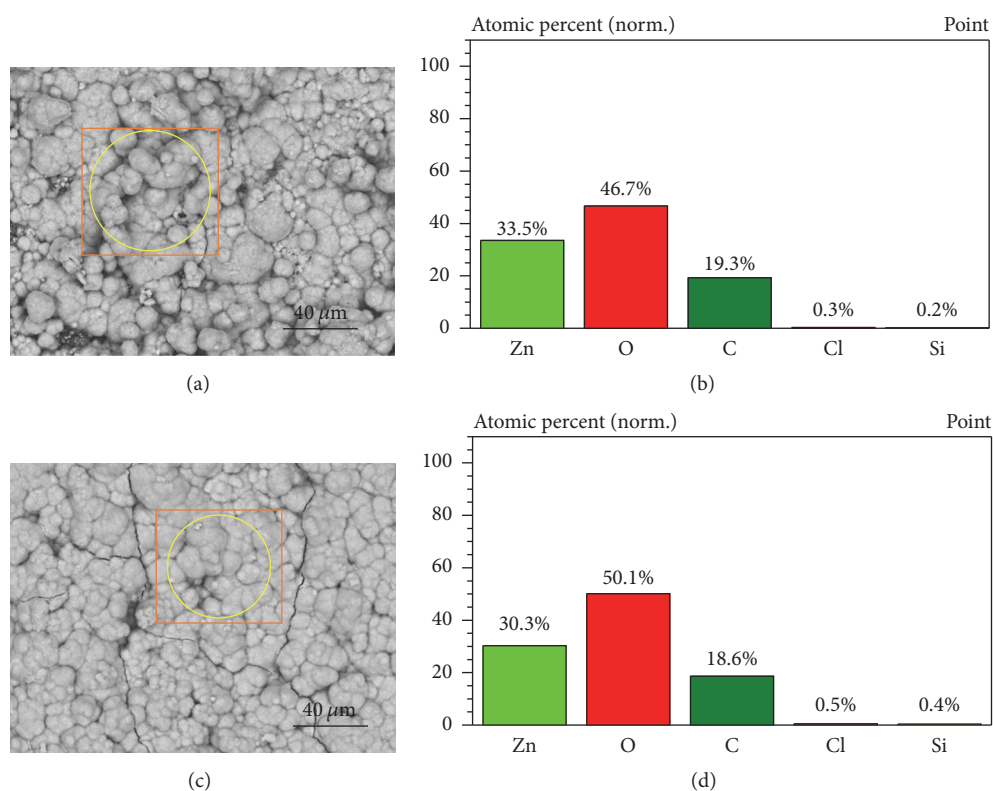 Atomic percent (norm.) Point
100
80
60
40
20
0
33.5%
46.7%
19.3%
0.3%
0.2%
Zn O C Cl Si
40 μm
(a)
(b)
Atomic percent (norm.) Point
100
80
60
40
20
0
30.3%
50.1%
18.6%
0.5%
0.4%
Zn O C Cl Si
40 μm
(c)
(d)